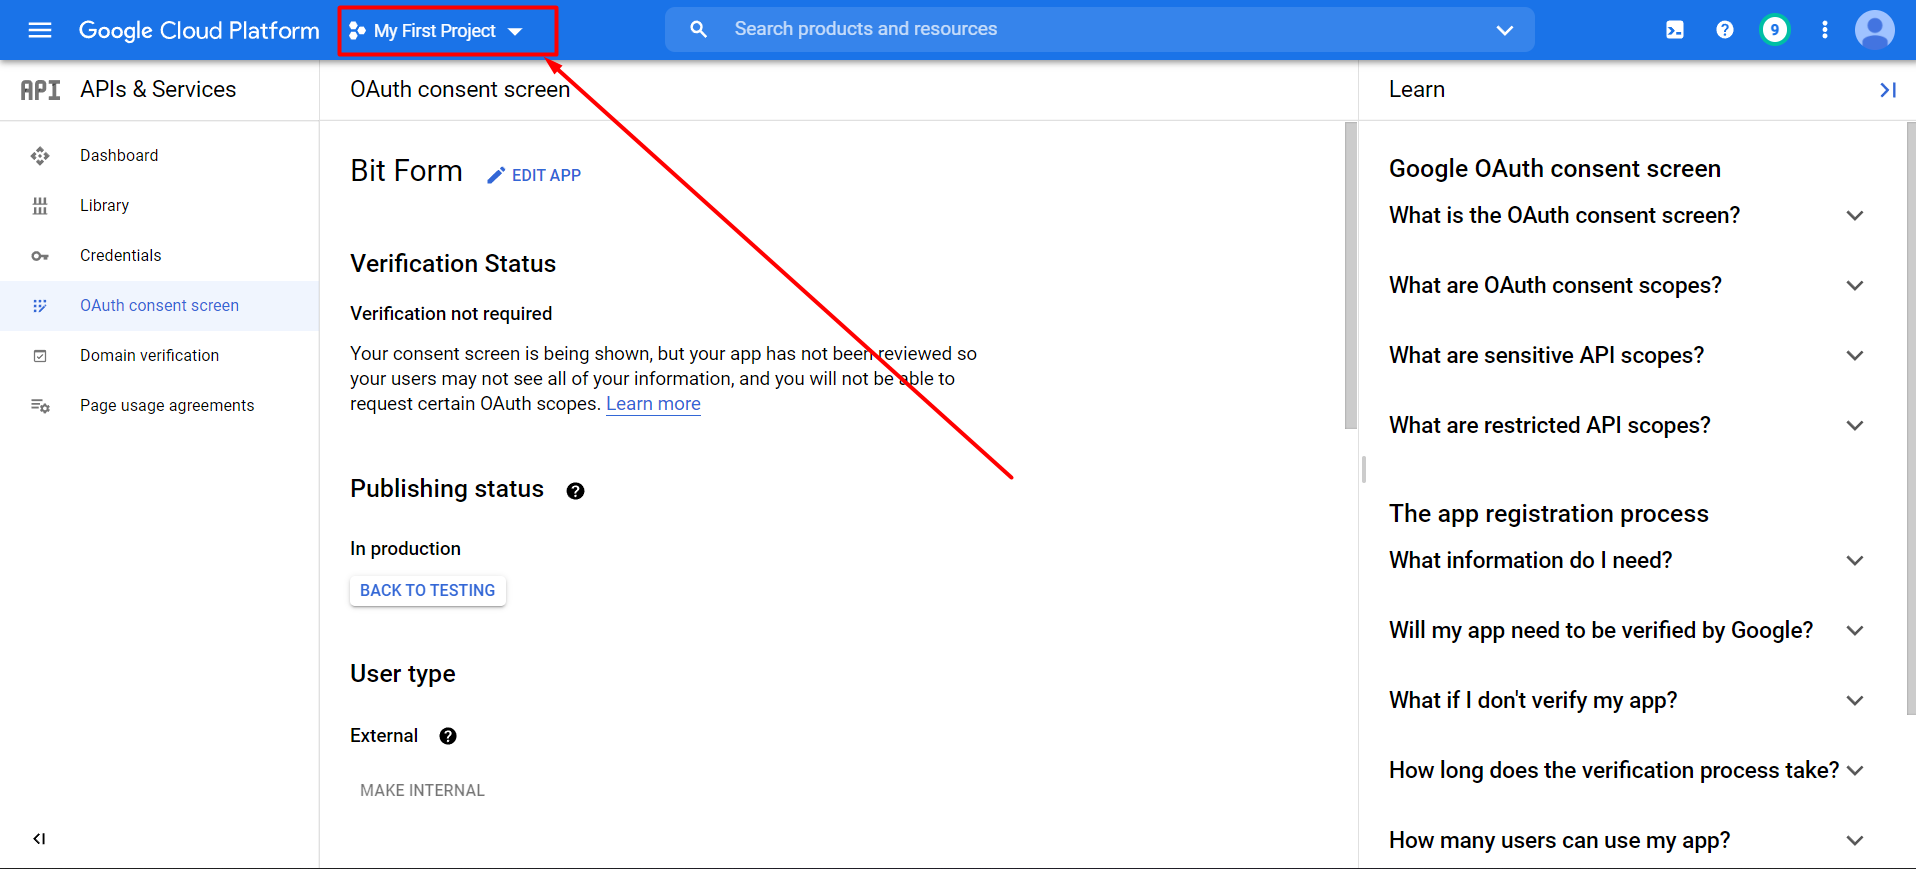 Google Cloud Platform
My First Project
Search products and resources
9
API
APIs & Services
OAuth consent screen
Learn
Dashboard
Library
Credentials
OAuth consent screen
Domain verification
Page usage agreements
Bit Form
EDIT APP
Verification Status
Verification not required
Your consent screen is being shown, but your app has not been reviewed so
your users may not see all of your information, and you will not be able to
request certain OAuth scopes. Learn more
Publishing status
In production
BACK TO TESTING
User type
External
MAKE INTERNAL
Google OAuth consent screen
What is the OAuth consent screen?
What are OAuth consent scopes?
What are sensitive API scopes?
What are restricted API scopes?
The app registration process
What information do I need?
Will my app need to be verified by Google?
What if I don't verify my app?
How long does the verification process take?
How many users can use my app?